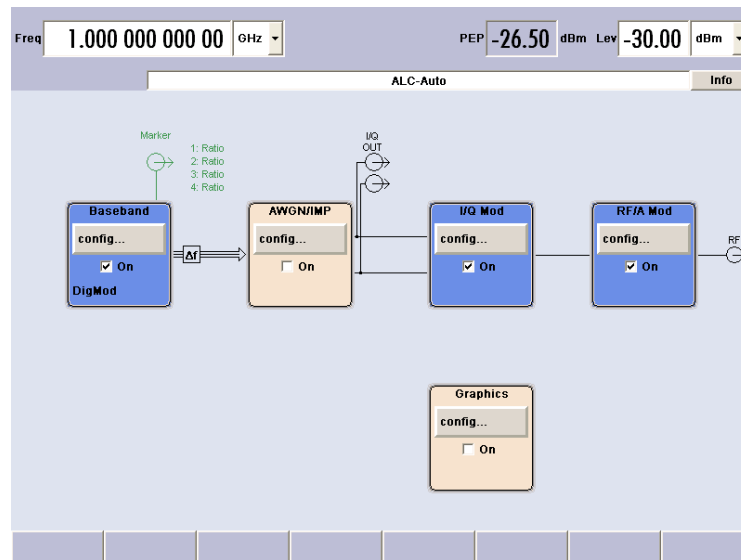 Freq 1.000 000 000 00 GHz PEP -26.50 dBm Lev -30.00 dBm
ALC-Auto Info
Marker
1: Ratio
2: Ratio
3: Ratio
4: Ratio
I/Q
OUT
Baseband
config...
On
DigMod
Δf
AWGN/IMP
config...
On
I/Q Mod
config...
On
RF/A Mod
config...
On
RF
Graphics
config...
On